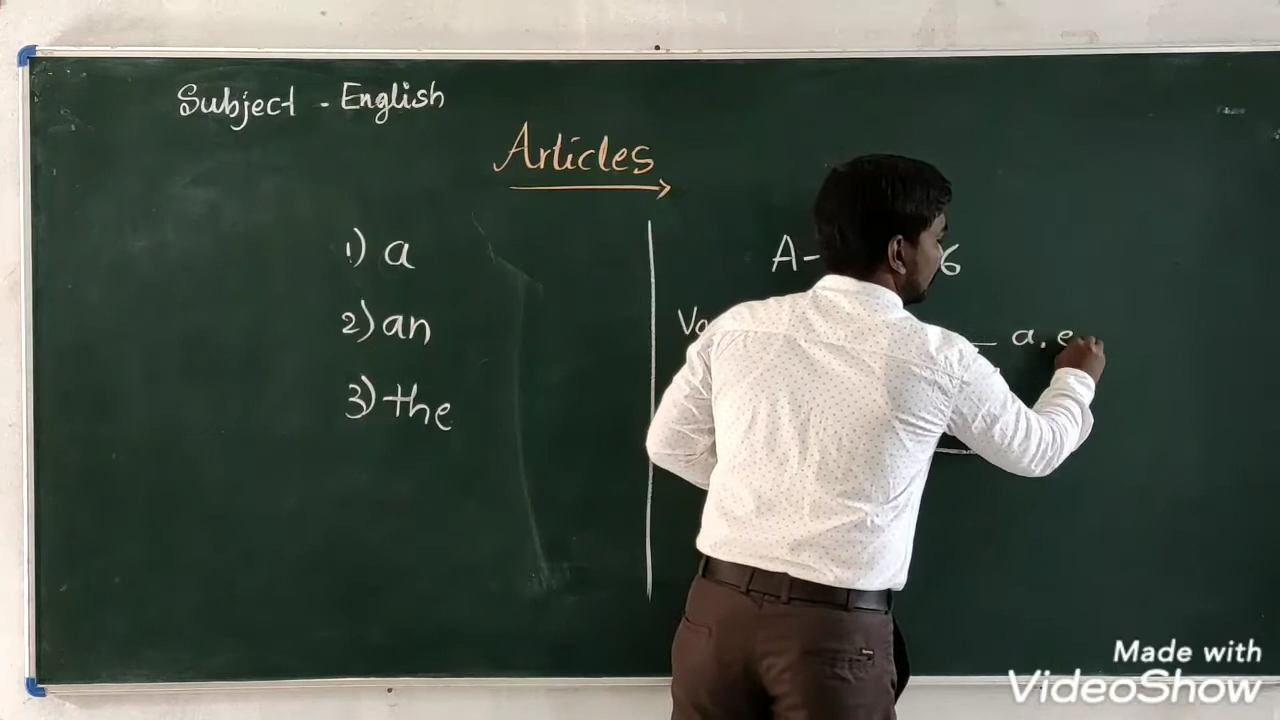 Subject - English
Articles
1) a
2) an
3) the
A-
6
a, e
Made with
VideoShow